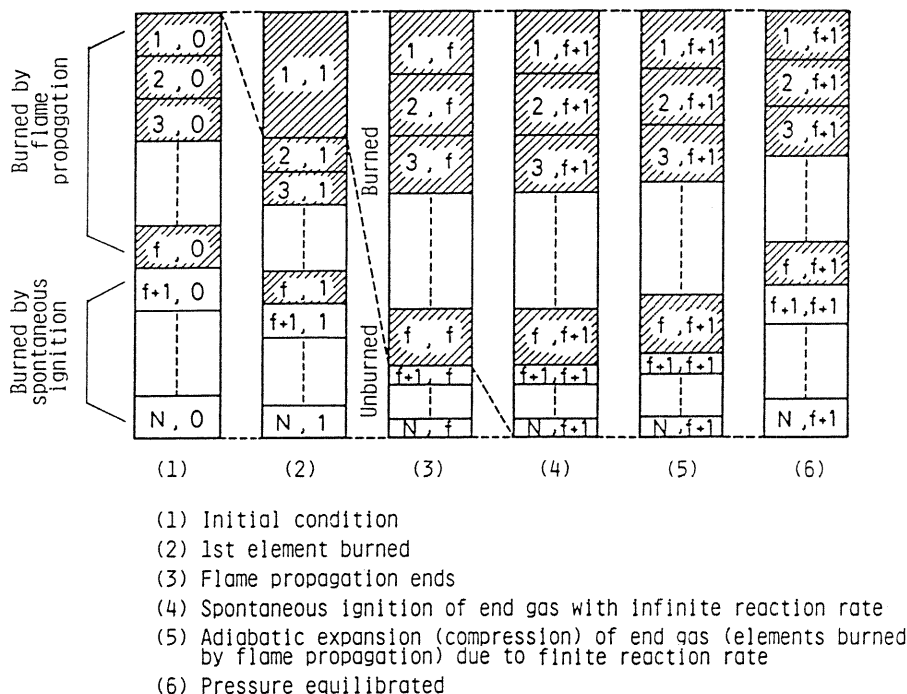 Burned by
flame
propagation
Burned by
spontaneous
ignition
1 , 0
2 , 0
3 , 0
f , 0
f+1, 0
N , 0
(1)
1 , 1
2 , 1
3 , 1
f , 1
f+1, 1
N , 1
(2)
Burned
Unburned
1 , f
2 , f
3 , f
f , f
f+1, f
N , f
(3)
1 , f+1
2 , f+1
3 , f+1
f , f+1
f+1, f+1
N , f+1
(4)
1 , f+1
2 , f+1
3 , f+1
f , f+1
f+1, f+1
N , f+1
(5)
1 , f+1
2 , f+1
3 , f+1
f , f+1
f+1, f+1
N , f+1
(6)
(1) Initial condition
(2) 1st element burned
(3) Flame propagation ends
(4) Spontaneous ignition of end gas with infinite reaction rate
(5) Adiabatic expansion (compression) of end gas (elements burned
by flame propagation) due to finite reaction rate
(6) Pressure equilibrated